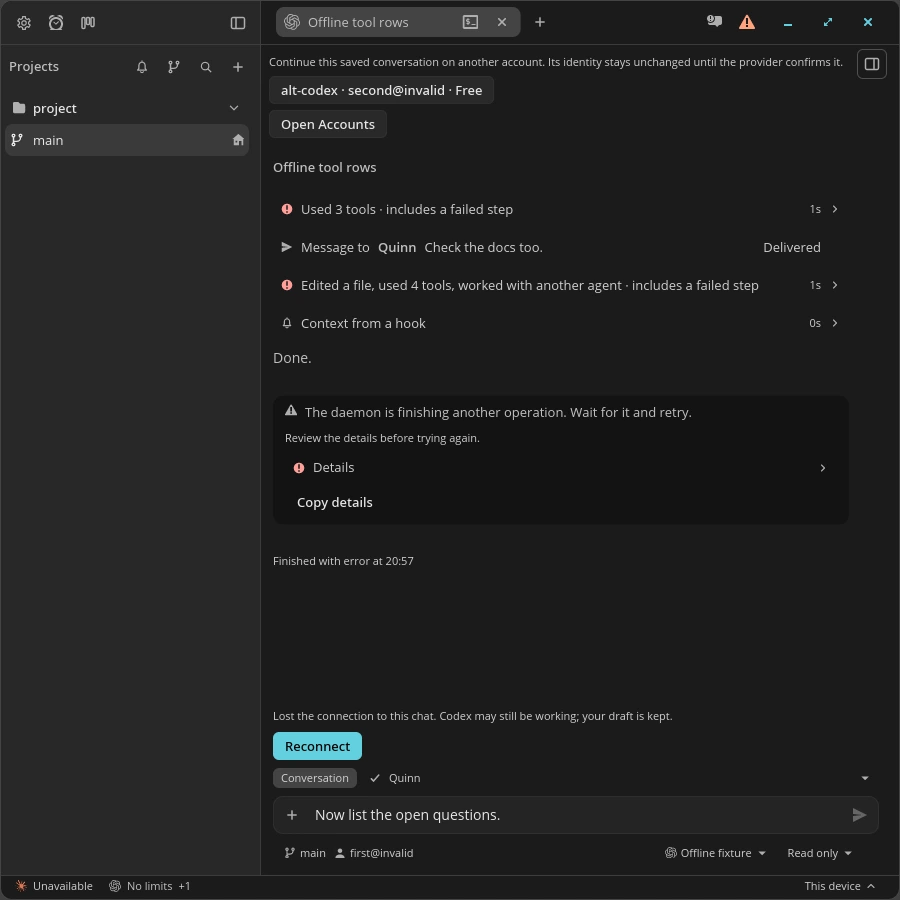 Offline tool rows
Projects
Continue this saved conversation on another account. Its identity stays unchanged until the provider confirms it.
project
alt-codex · second@invalid · Free
main
Open Accounts
Offline tool rows
Used 3 tools · includes a failed step 1s
Message to Quinn Check the docs too. Delivered
Edited a file, used 4 tools, worked with another agent · includes a failed step 1s
Context from a hook 0s
Done.
The daemon is finishing another operation. Wait for it and retry.
Review the details before trying again.
Details
Copy details
Finished with error at 20:57
Lost the connection to this chat. Codex may still be working; your draft is kept.
Reconnect
Conversation Quinn
Now list the open questions.
main first@invalid Offline fixture Read only
Unavailable No limits +1 This device